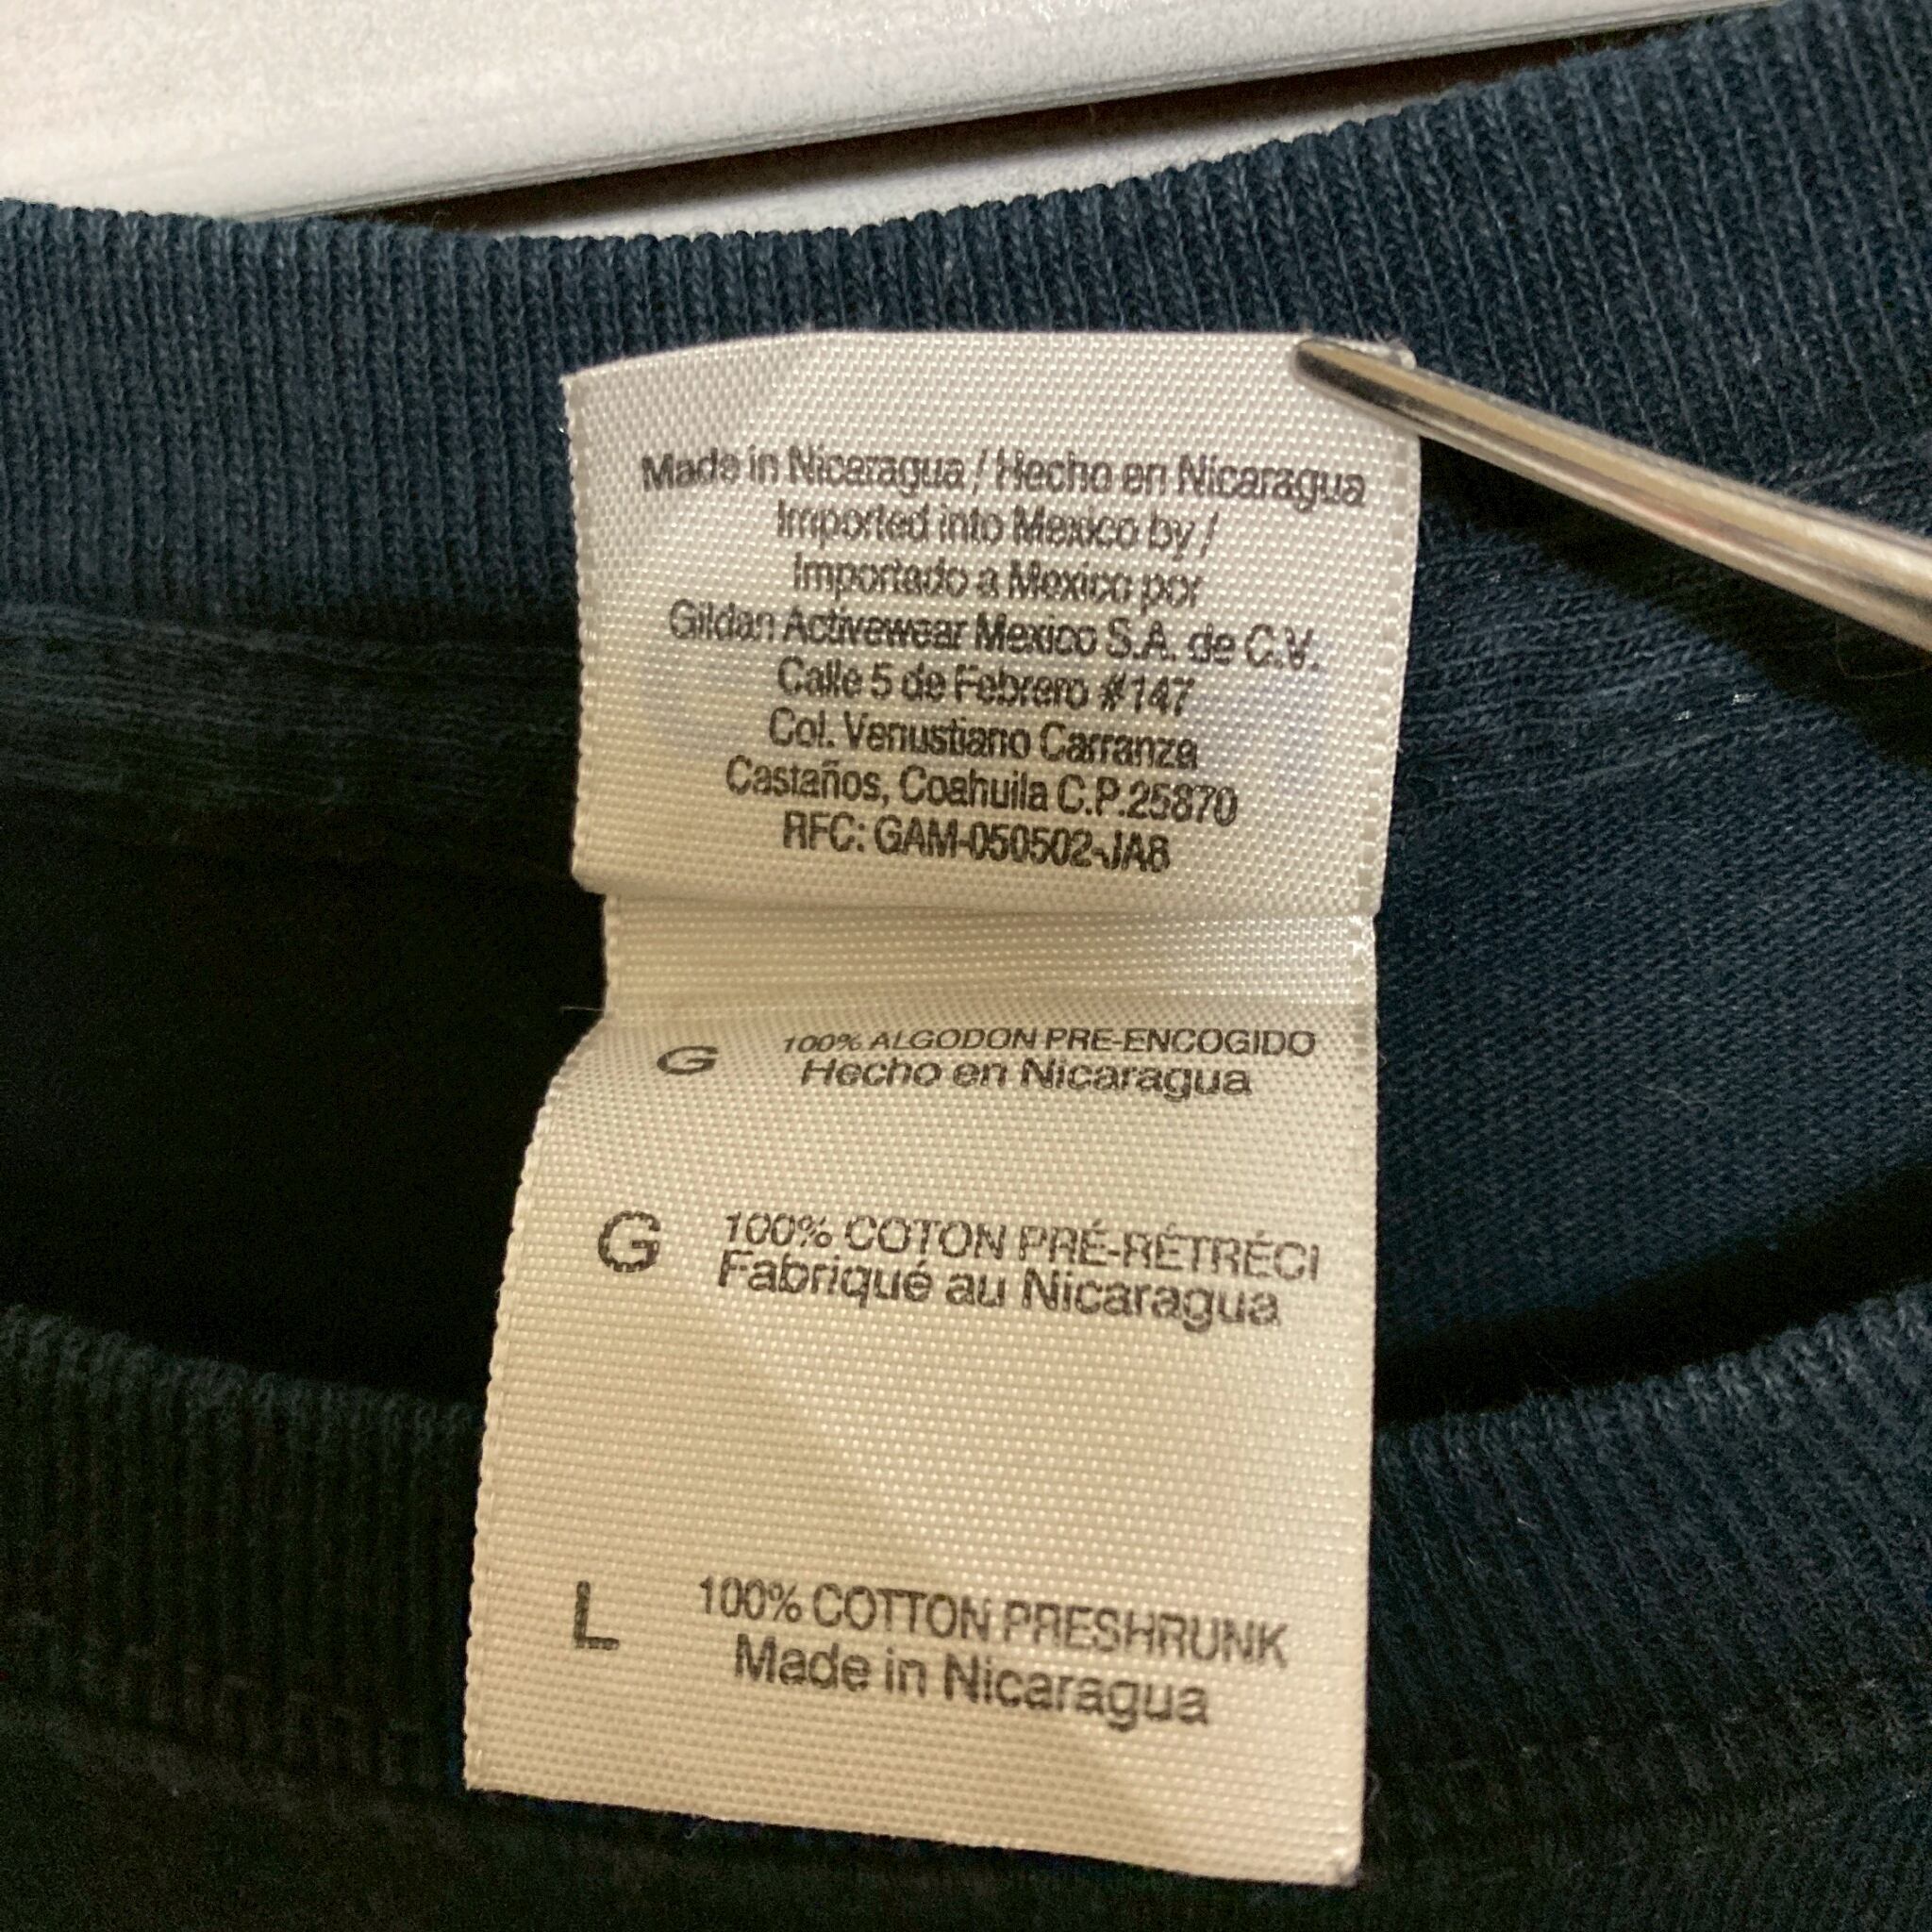 Made in Nicaragua / Hecho en Nicaragua
Imported into Mexico by /
Importado a Mexico por
Gildan Activewear Mexico S.A. de C.V.
Calle 5 de Febrero #147
Col. Venustiano Carranza
Castaños, Coahuila C.P.25870
RFC: GAM-050502-JA8
G 100% ALGODON PRE-ENCOGIDO
Hecho en Nicaragua
G 100% COTON PRÉ-RÉTRÉCI
Fabriqué au Nicaragua
L 100% COTTON PRESHRUNK
Made in Nicaragua